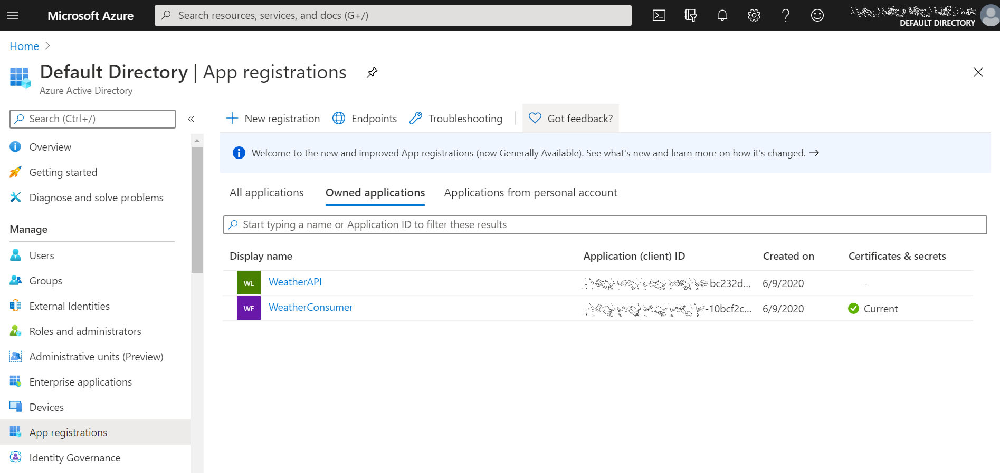 Microsoft Azure
Search resources, services, and docs (G+/)
DEFAULT DIRECTORY
Home
Default Directory | App registrations
Azure Active Directory
Search (Ctrl+/)
«
Overview
Getting started
Diagnose and solve problems
Manage
Users
Groups
External Identities
Roles and administrators
Administrative units (Preview)
Enterprise applications
Devices
App registrations
Identity Governance
New registration Endpoints Troubleshooting Got feedback?
Welcome to the new and improved App registrations (now Generally Available). See what's new and learn more on how it's changed. →
All applications Owned applications Applications from personal account
Start typing a name or Application ID to filter these results
Display name Application (client) ID Created on Certificates & secrets
WE WeatherAPI -bc232d... 6/9/2020 -
WE WeatherConsumer -10bcf2c... 6/9/2020 Current